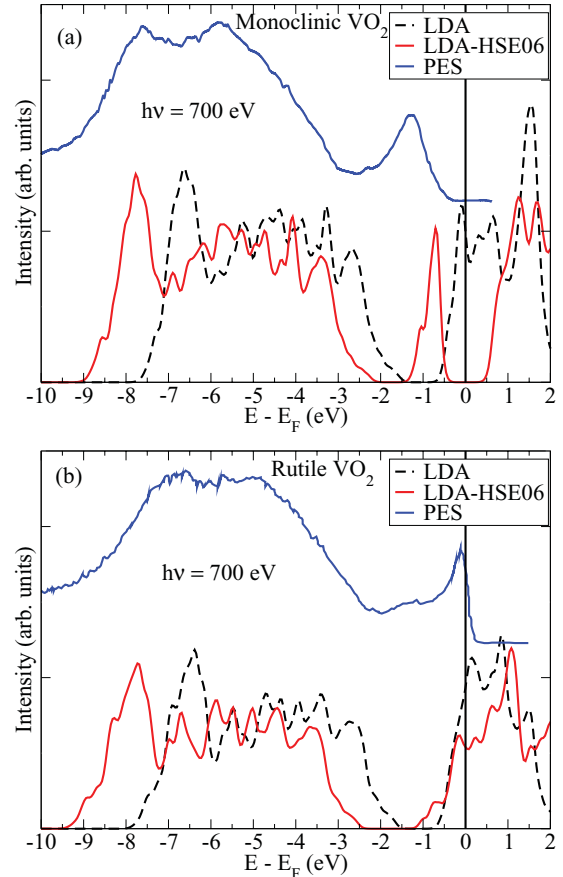 (a)
Monoclinic VO₂
LDA
LDA-HSE06
PES
hν = 700 eV
Intensity (arb. units)
-10 -9 -8 -7 -6 -5 -4 -3 -2 -1 0 1 2
E - E_F (eV)
(b)
Rutile VO₂
LDA
LDA-HSE06
PES
hν = 700 eV
Intensity (arb. units)
-10 -9 -8 -7 -6 -5 -4 -3 -2 -1 0 1 2
E - E_F (eV)